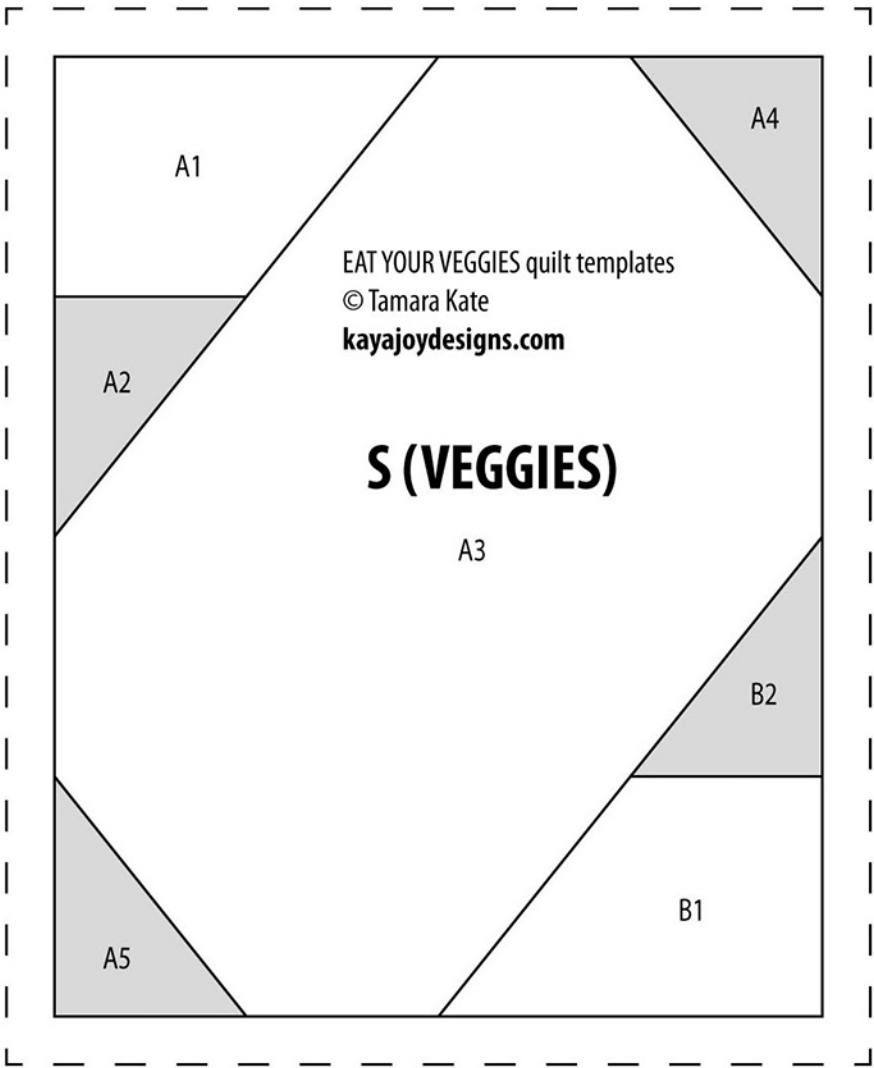 A4
A1
EAT YOUR VEGGIES quilt templates
© Tamara Kate
kayajoydesigns.com
A2
S (VEGGIES)
A3
B2
B1
A5